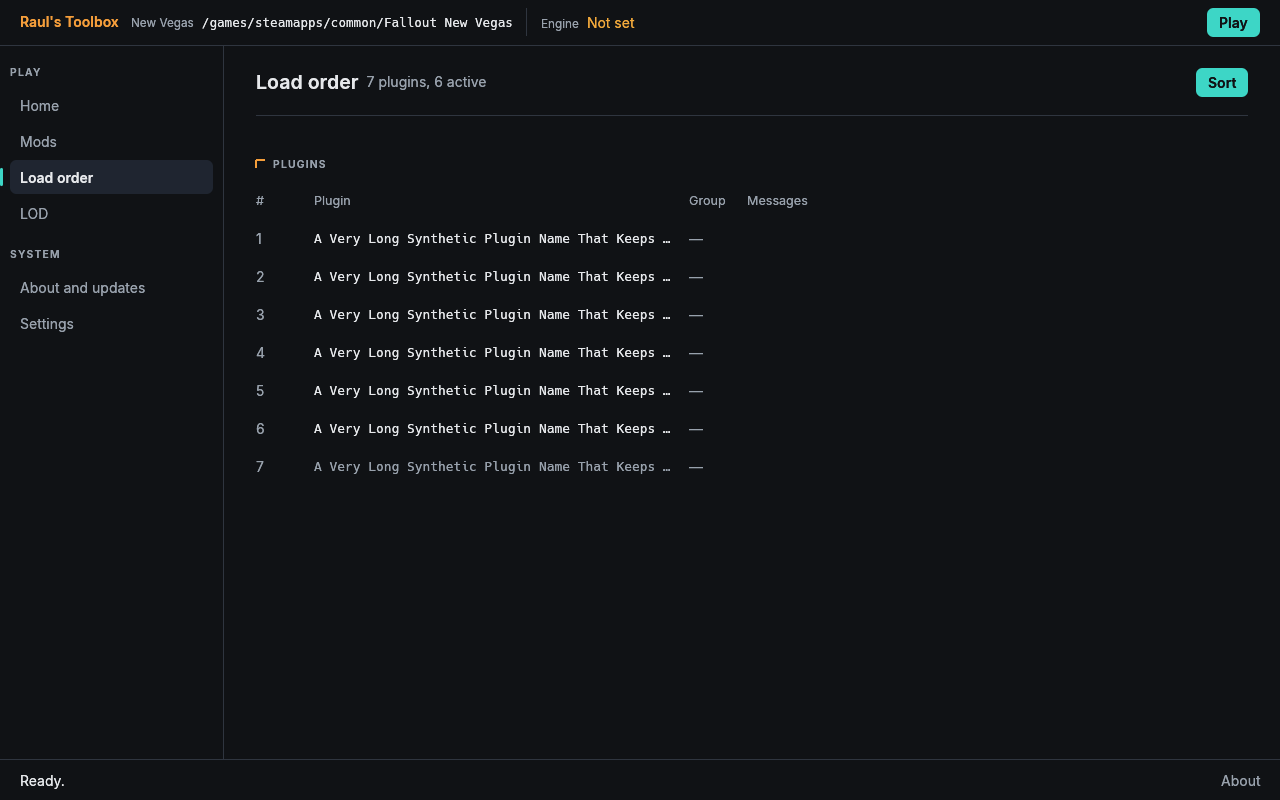 Raul's Toolbox New Vegas /games/steamapps/common/Fallout New Vegas Engine Not set Play
PLAY
Home
Mods
Load order
LOD
SYSTEM
About and updates
Settings
Load order 7 plugins, 6 active Sort
PLUGINS
# Plugin Group Messages
1 A Very Long Synthetic Plugin Name That Keeps … —
2 A Very Long Synthetic Plugin Name That Keeps … —
3 A Very Long Synthetic Plugin Name That Keeps … —
4 A Very Long Synthetic Plugin Name That Keeps … —
5 A Very Long Synthetic Plugin Name That Keeps … —
6 A Very Long Synthetic Plugin Name That Keeps … —
7 A Very Long Synthetic Plugin Name That Keeps … —
Ready. About